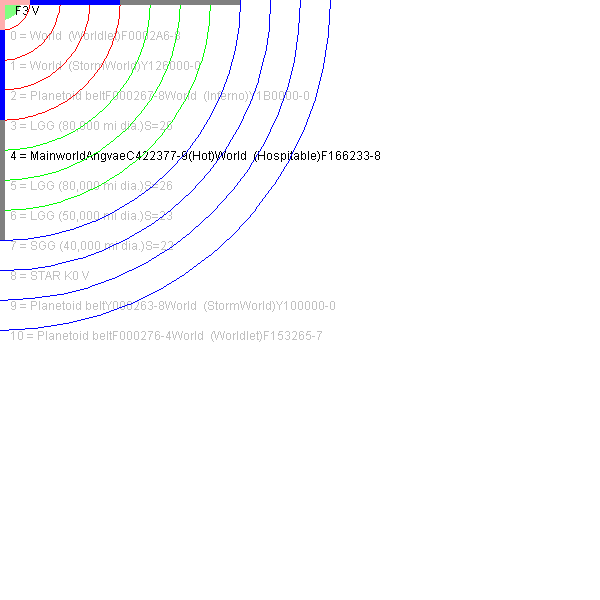 F3 V
0 = World  (Worldlet)F0002A6-8
1 = World  (StormWorld)Y126000-0
2 = Planetoid beltF000267-8World  (Inferno)Y1B0000-0
3 = LGG (80,000 mi dia.)S=26
4 = MainworldAngvaeC422377-9(Hot)World  (Hospitable)F166233-8
5 = LGG (80,000 mi dia.)S=26
6 = LGG (50,000 mi dia.)S=23
7 = SGG (40,000 mi dia.)S=22
8 = STAR K0 V
9 = Planetoid beltY000263-8World  (StormWorld)Y100000-0
10 = Planetoid beltF000276-4World  (Worldlet)F153265-7